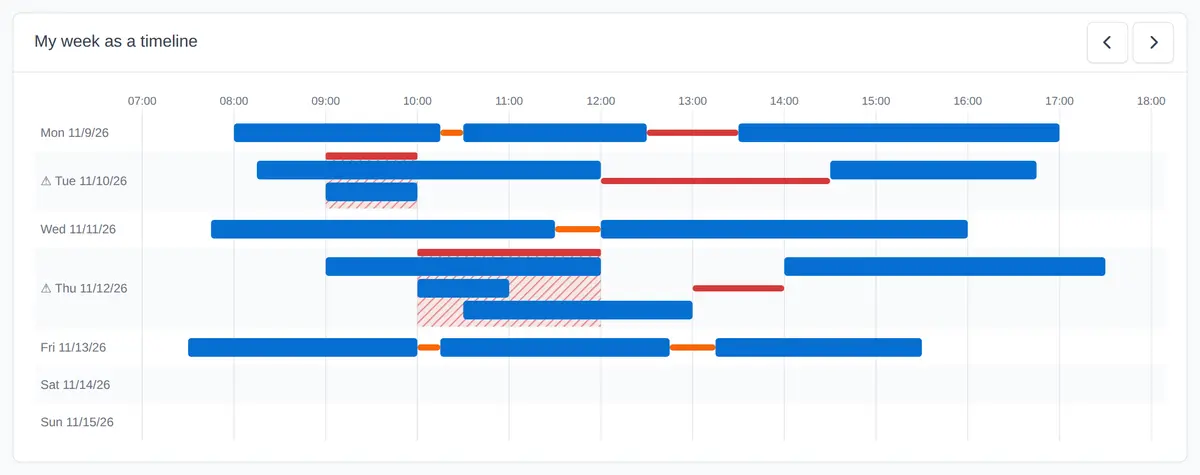 My week as a timeline
07:00 08:00 09:00 10:00 11:00 12:00 13:00 14:00 15:00 16:00 17:00 18:00
Mon 11/9/26
⚠ Tue 11/10/26
Wed 11/11/26
⚠ Thu 11/12/26
Fri 11/13/26
Sat 11/14/26
Sun 11/15/26